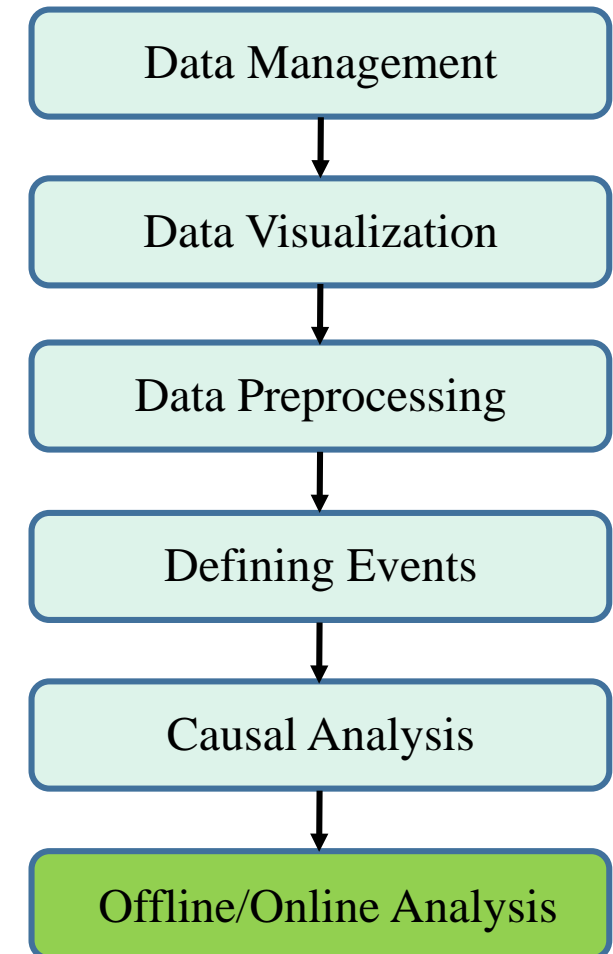 Data Management
Data Visualization
Data Preprocessing
Defining Events
Causal Analysis
Offline/Online Analysis